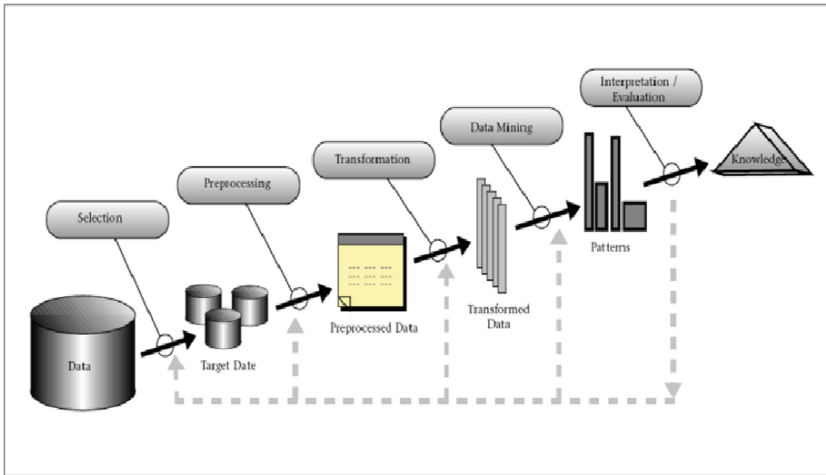 Interpretation /
Evaluation
Data Mining
Transformation
Preprocessing
Selection
Knowledge
Patterns
Transformed
Data
Preprocessed Data
Target Date
Data